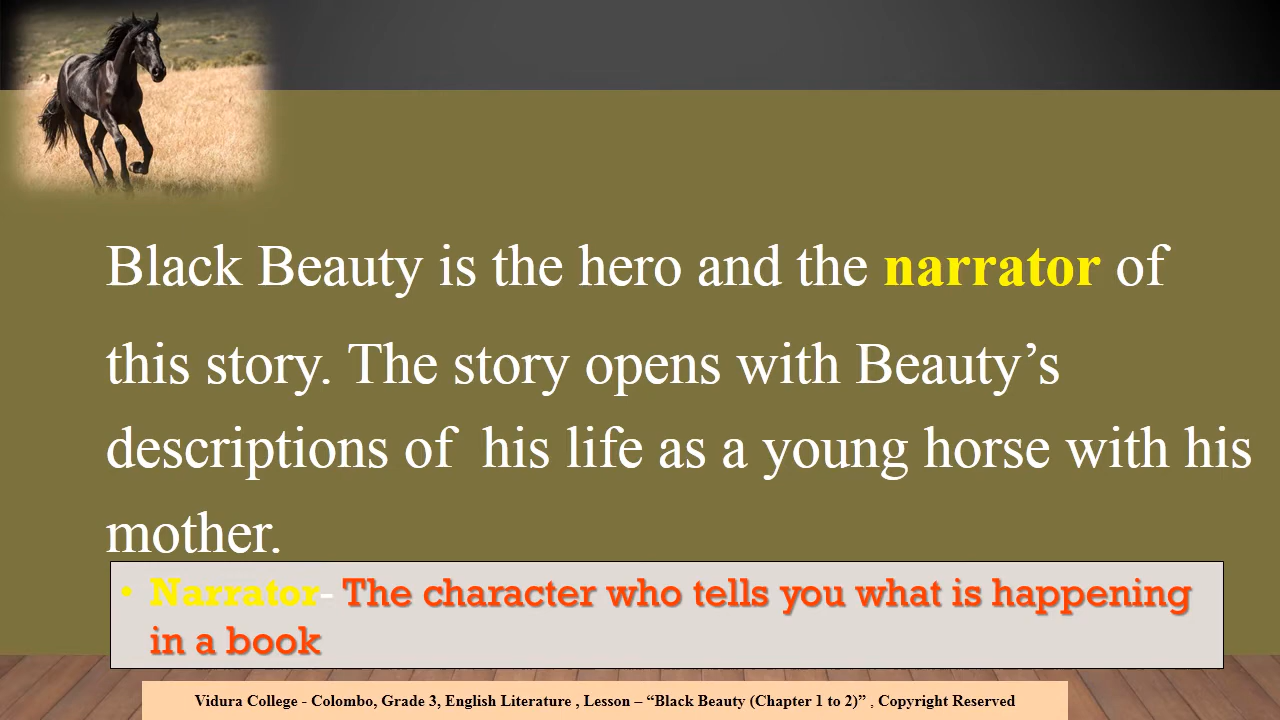 Black Beauty is the hero and the narrator of
this story. The story opens with Beauty’s
descriptions of  his life as a young horse with his
mother.
• Narrator- The character who tells you what is happening
in a book
Vidura College - Colombo, Grade 3, English Literature , Lesson – “Black Beauty (Chapter 1 to 2)” , Copyright Reserved